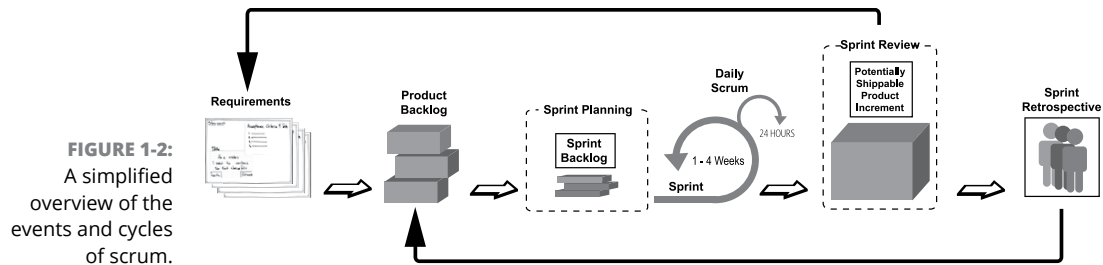 Sprint Review
Potentially
Shippable
Product
Increment
Daily
Scrum
Product
Backlog
Requirements
Sprint
Retrospective
Sprint Planning
Sprint
Backlog
24 HOURS
1 - 4 Weeks
Sprint
FIGURE 1-2:
A simplified
overview of the
events and cycles
of scrum.